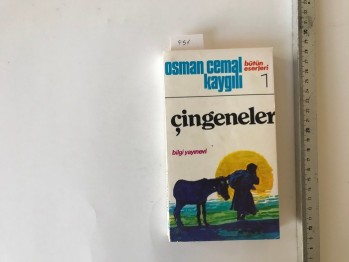 osman cemal
kaygılı
bütün
eserleri
1
çingeneler
bilgi yayınevi